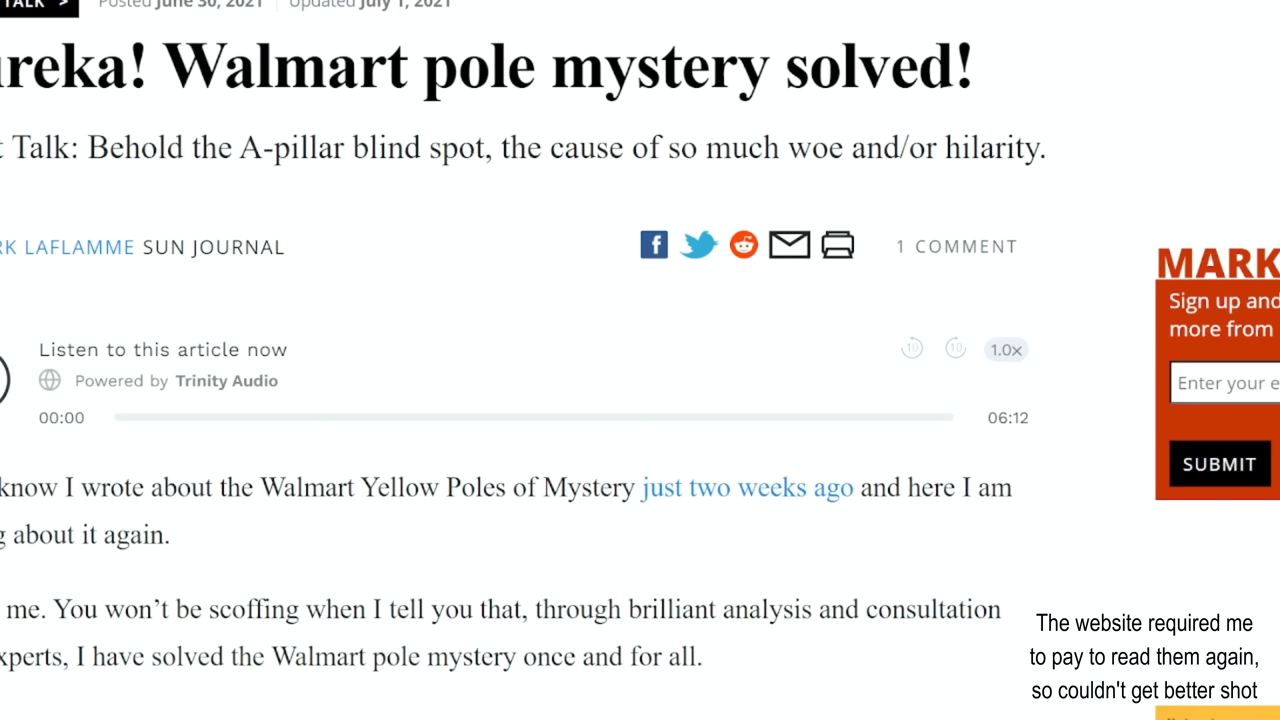 TALK >
Posted June 30, 2021 Updated July 1, 2021
ureka! Walmart pole mystery solved!
t Talk: Behold the A-pillar blind spot, the cause of so much woe and/or hilarity.
RK LAFLAMME SUN JOURNAL
1 COMMENT
MARK
Sign up and
more from
Enter your e
SUBMIT
Listen to this article now
10
10
1.0x
Powered by Trinity Audio
00:00
06:12
know I wrote about the Walmart Yellow Poles of Mystery just two weeks ago and here I am
g about it again.
me. You won’t be scoffing when I tell you that, through brilliant analysis and consultation
xperts, I have solved the Walmart pole mystery once and for all.
The website required me
to pay to read them again,
so couldn't get better shot